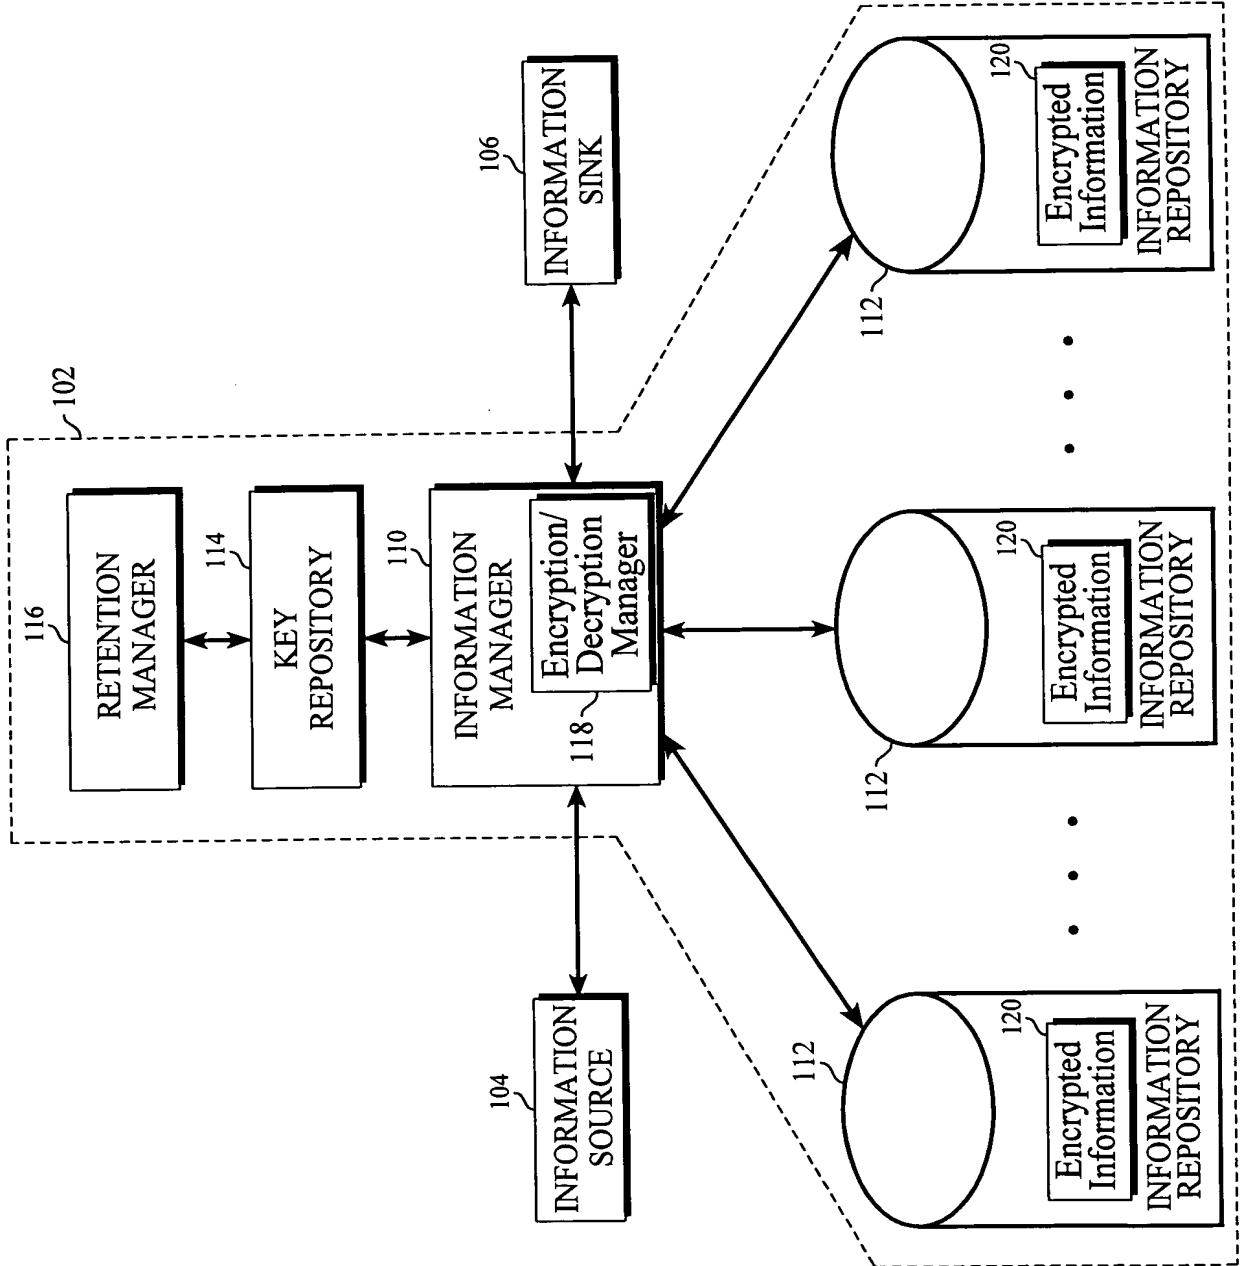 102
116
RETENTION
MANAGER
114
KEY
REPOSITORY
110
INFORMATION
MANAGER
Encryption/
Decryption
Manager
118
104
INFORMATION
SOURCE
106
INFORMATION
SINK
112
120
Encrypted
Information
INFORMATION
REPOSITORY
112
120
Encrypted
Information
INFORMATION
REPOSITORY
112
120
Encrypted
Information
INFORMATION
REPOSITORY